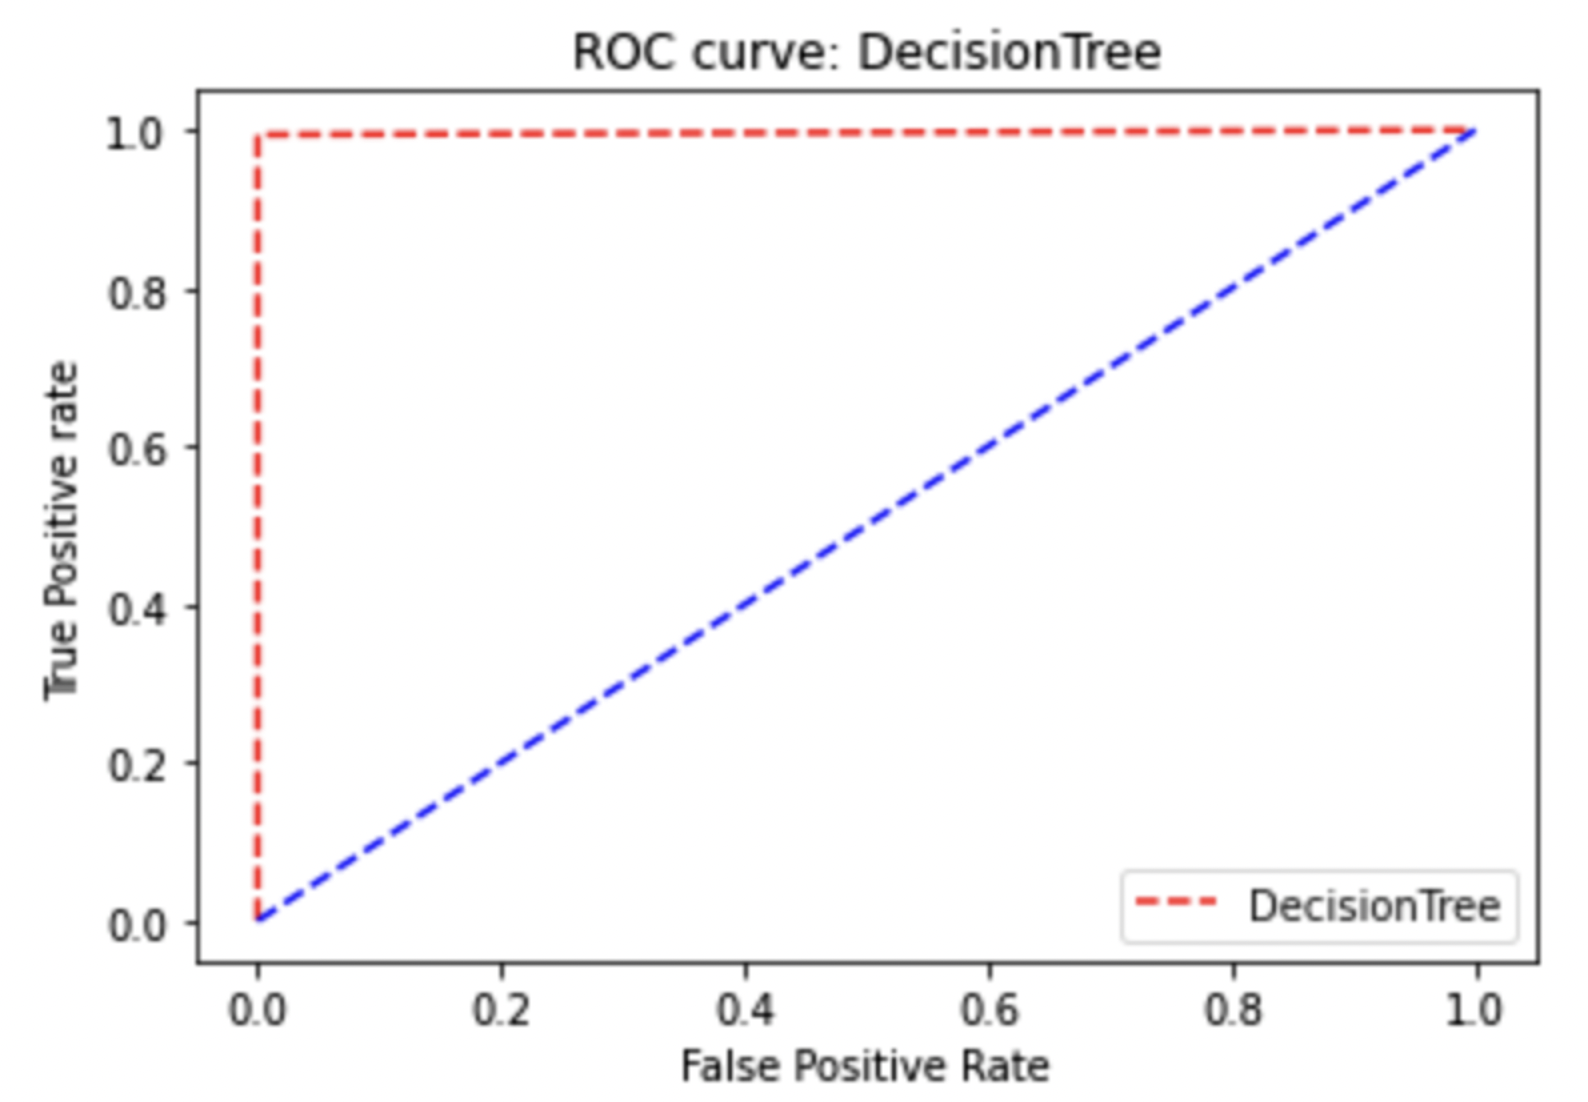 ROC curve: DecisionTree
True Positive rate
1.0
0.8
0.6
0.4
0.2
0.0
DecisionTree
0.0 0.2 0.4 0.6 0.8 1.0
False Positive Rate